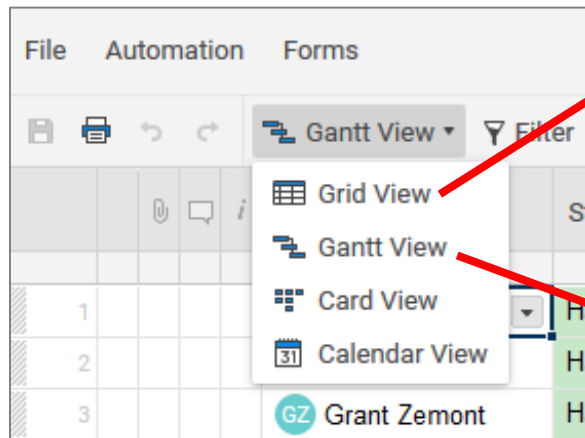 File Automation Forms
Gantt View Filter
Grid View
i S
Gantt View
Card View
1 H
31 Calendar View
2 H
3 GZ Grant Zemont H